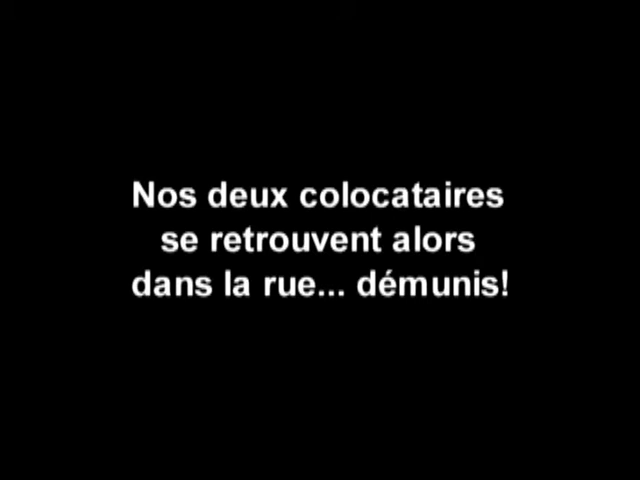 Nos deux colocataires
se retrouvent alors
dans la rue... démunis!